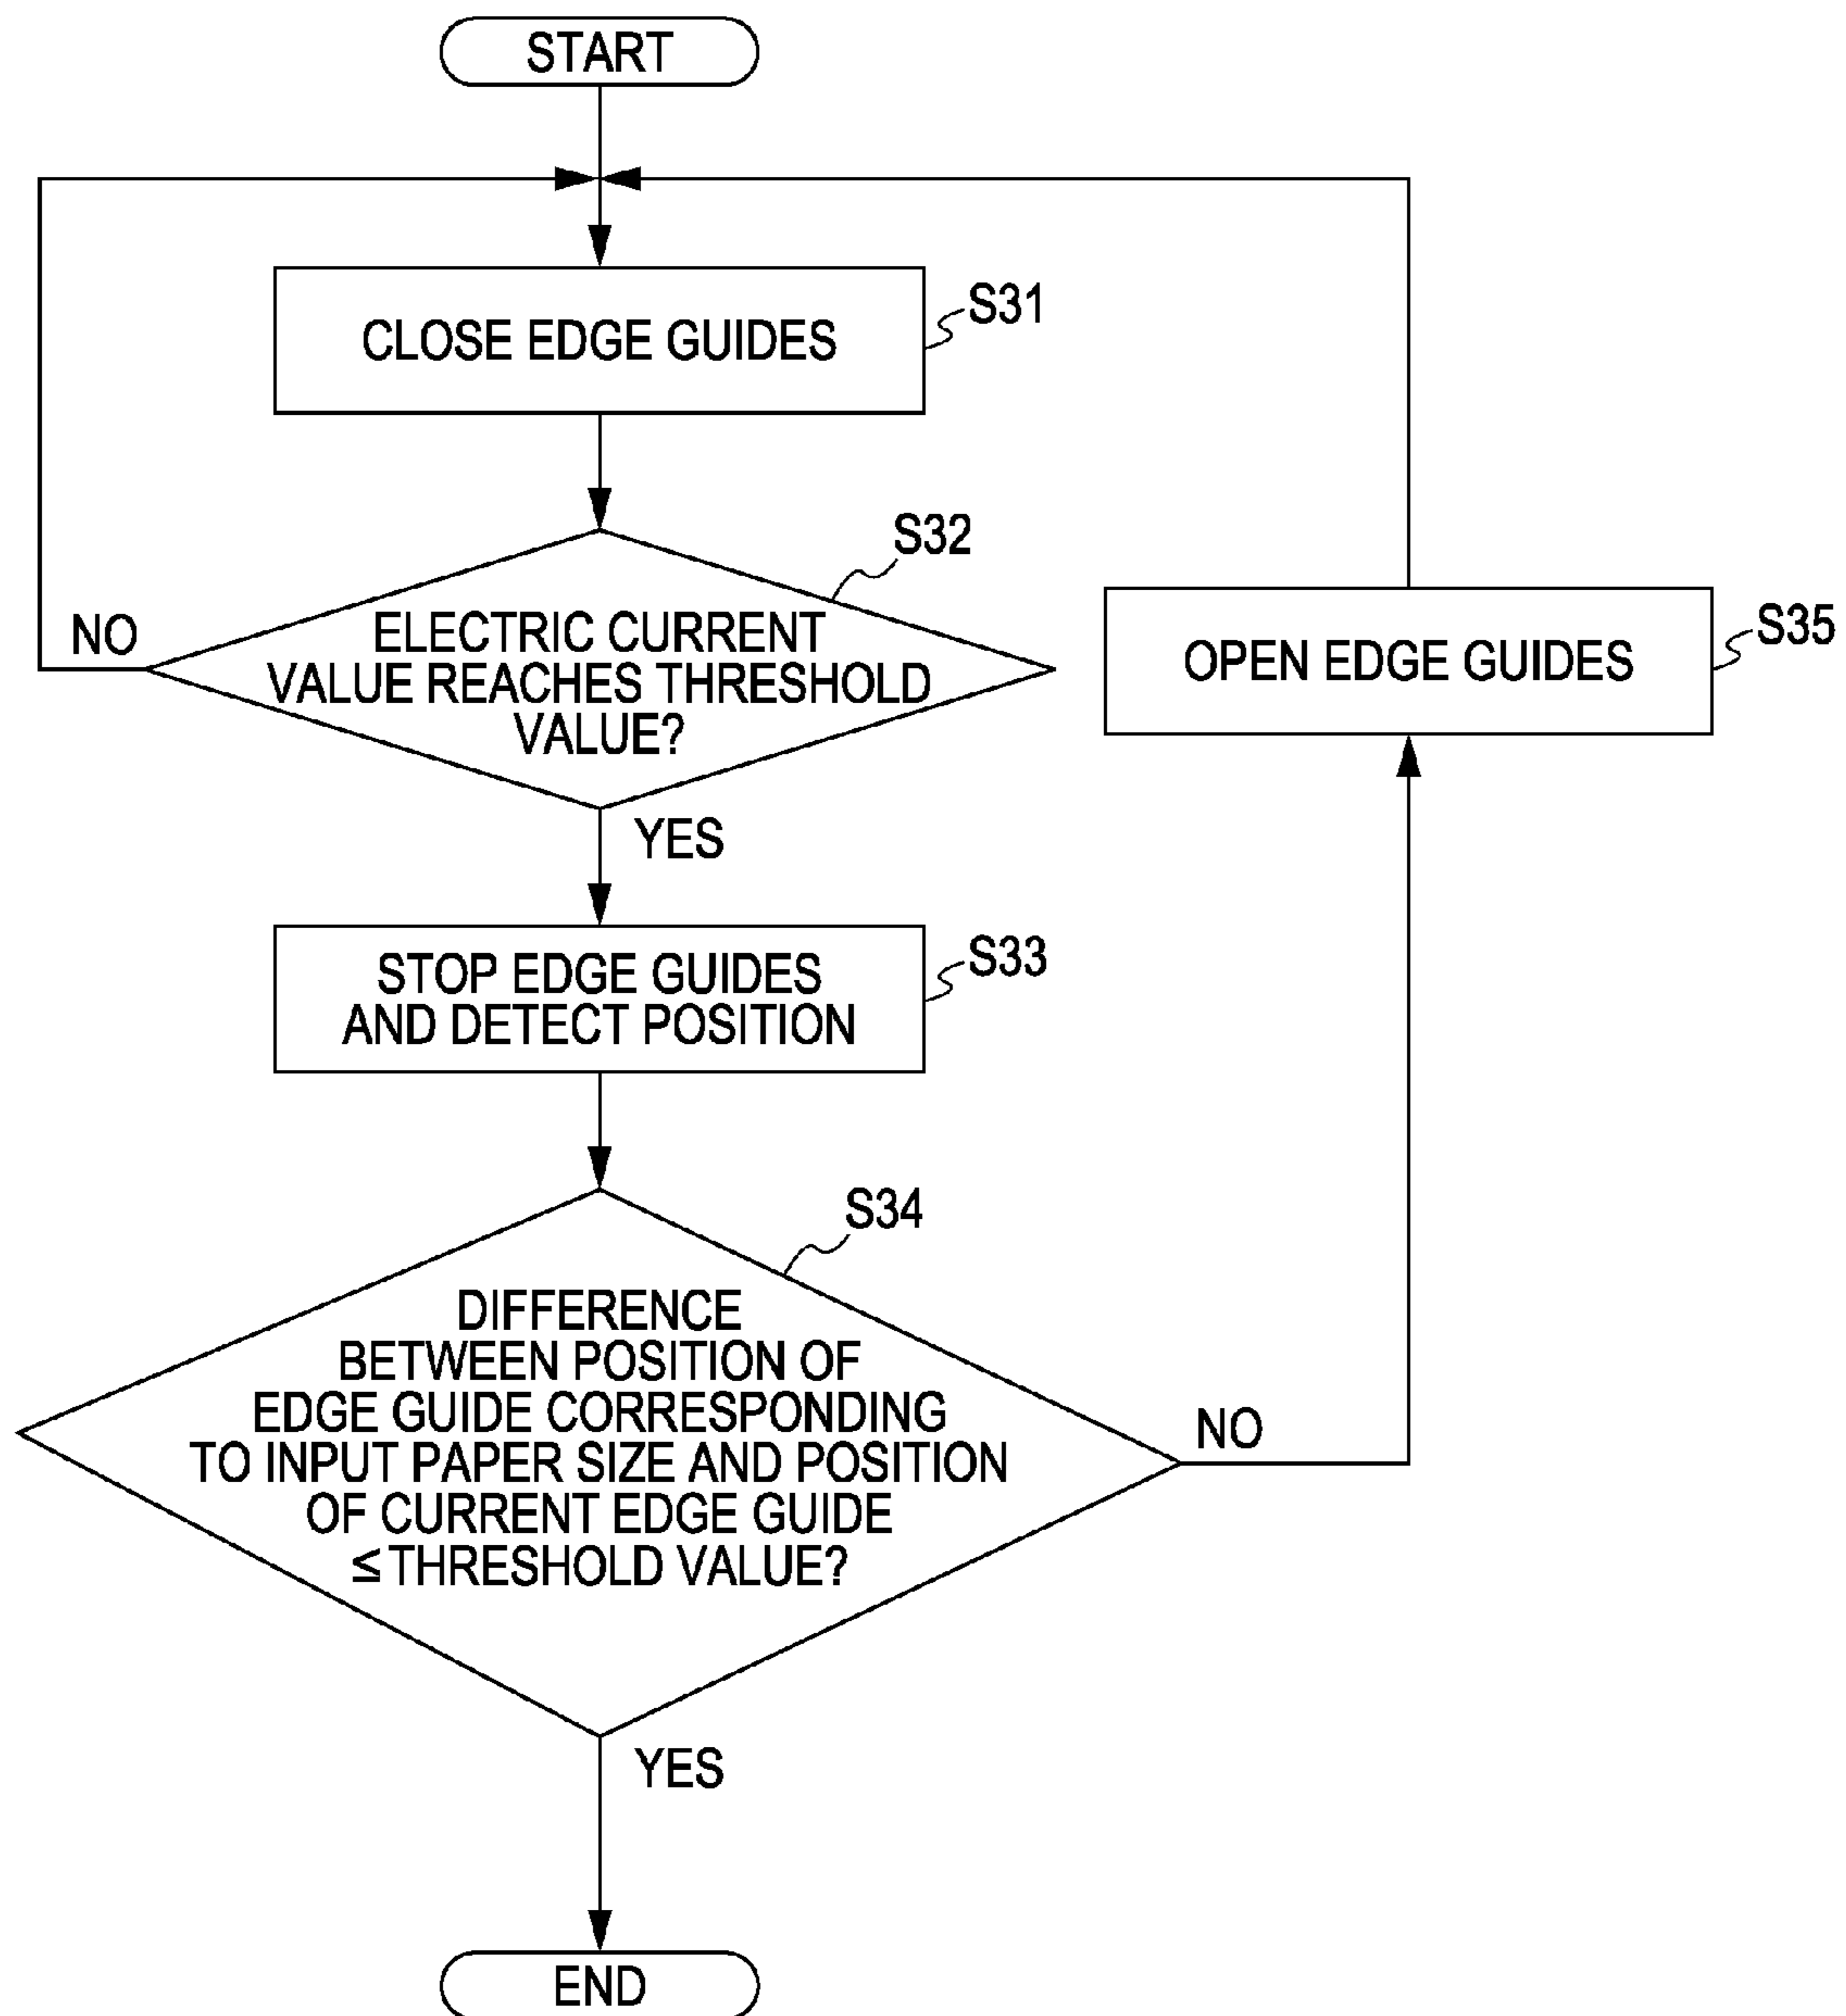 START
CLOSE EDGE GUIDES
S31
S32
ELECTRIC CURRENT
VALUE REACHES THRESHOLD
VALUE?
NO
YES
OPEN EDGE GUIDES
S35
STOP EDGE GUIDES
AND DETECT POSITION
S33
S34
DIFFERENCE
BETWEEN POSITION OF
EDGE GUIDE CORRESPONDING
TO INPUT PAPER SIZE AND POSITION
OF CURRENT EDGE GUIDE
≤ THRESHOLD VALUE?
NO
YES
END